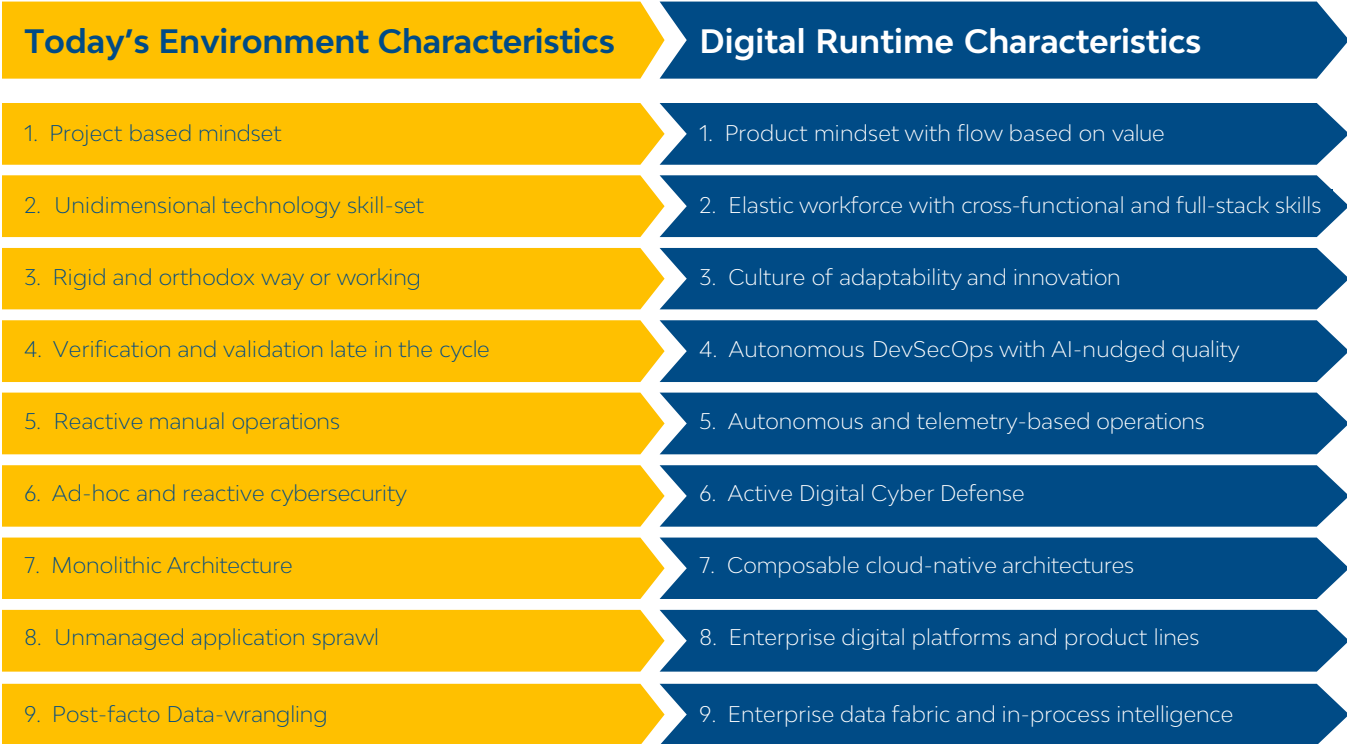 Today's Environment Characteristics
Digital Runtime Characteristics
1. Project based mindset
1. Product mindset with flow based on value
2. Unidimensional technology skill-set
2. Elastic workforce with cross-functional and full-stack skills
3. Rigid and orthodox way or working
3. Culture of adaptability and innovation
4. Verification and validation late in the cycle
4. Autonomous DevSecOps with AI-nudged quality
5. Reactive manual operations
5. Autonomous and telemetry-based operations
6. Ad-hoc and reactive cybersecurity
6. Active Digital Cyber Defense
7. Monolithic Architecture
7. Composable cloud-native architectures
8. Unmanaged application sprawl
8. Enterprise digital platforms and product lines
9. Post-facto Data-wrangling
9. Enterprise data fabric and in-process intelligence